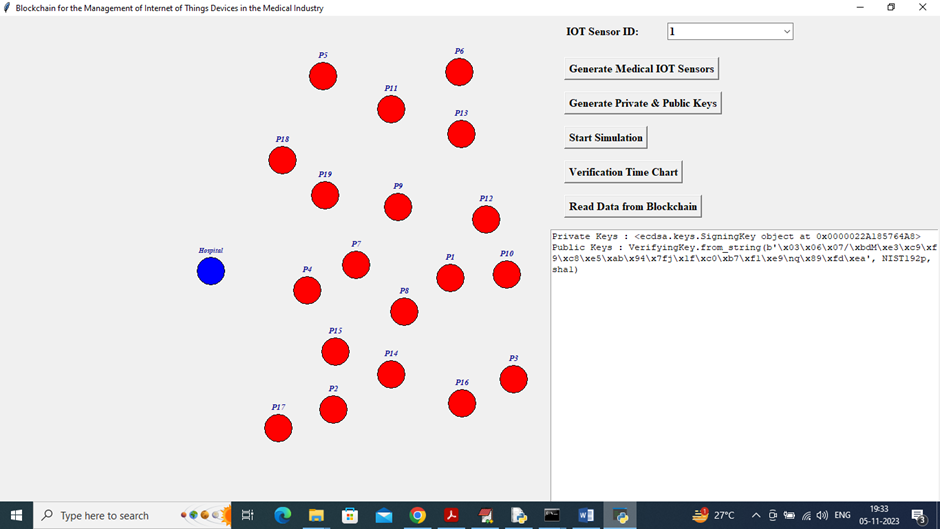 Blockchain for the Management of Internet of Things Devices in the Medical Industry
IOT Sensor ID:
1
Generate Medical IOT Sensors
Generate Private & Public Keys
Start Simulation
Verification Time Chart
Read Data from Blockchain
P5
P6
P11
P13
P18
P19
P9
P12
Hospital
P7
P1
P10
P4
P8
P15
P14
P3
P16
P2
P17
Private Keys : <ecdsa.keys.SigningKey object at 0x0000022A185764A8>
Public Keys : VerifyingKey.from_string(b'\x03\x06\x07/\xbdM\xe3\xc9\xf
9\xc8\xe5\xab\x94\x7fj\x1f\xc0\xb7\xf1\xe9\nq\x89\xfd\xea', NIST192p,
sha1)
Type here to search
27°C
ENG
19:33
05-11-2023
3